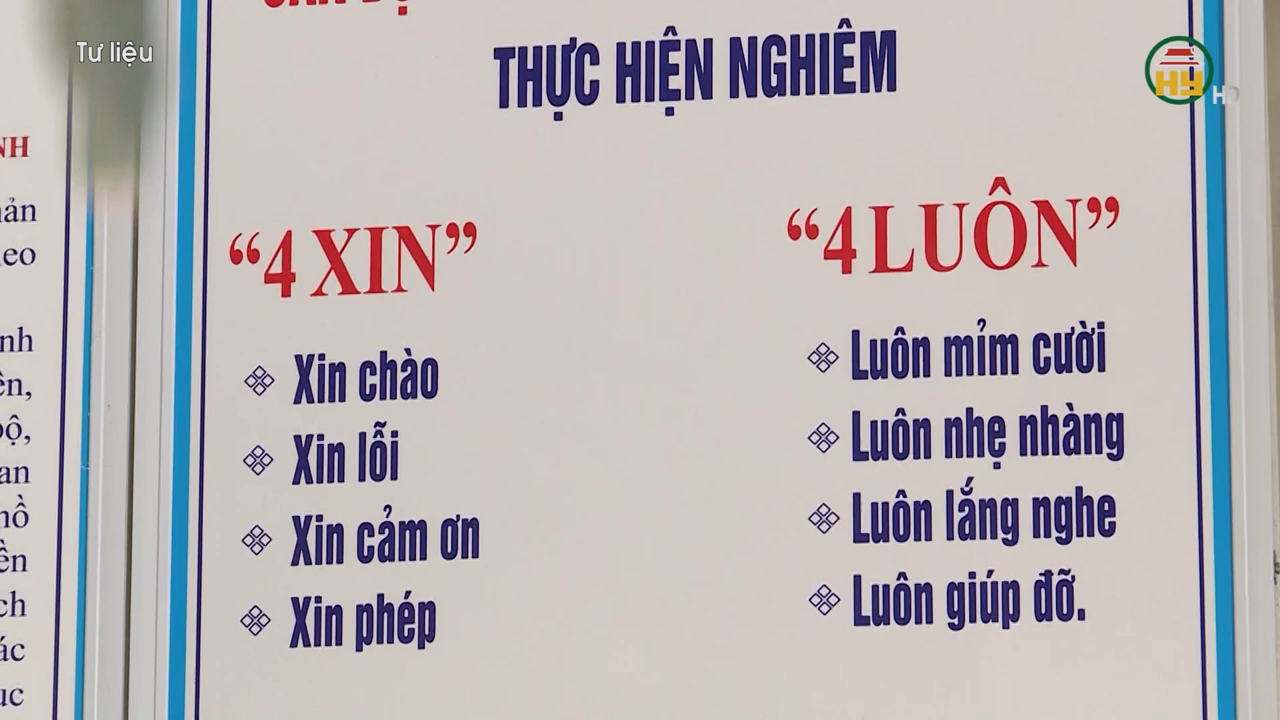 Tư liệu
HY
THỰC HIỆN NGHIÊM
“4 XIN”
Xin chào
Xin lỗi
Xin cảm ơn
Xin phép
“4 LUÔN”
Luôn mỉm cười
Luôn nhẹ nhàng
Luôn lắng nghe
Luôn giúp đỡ.